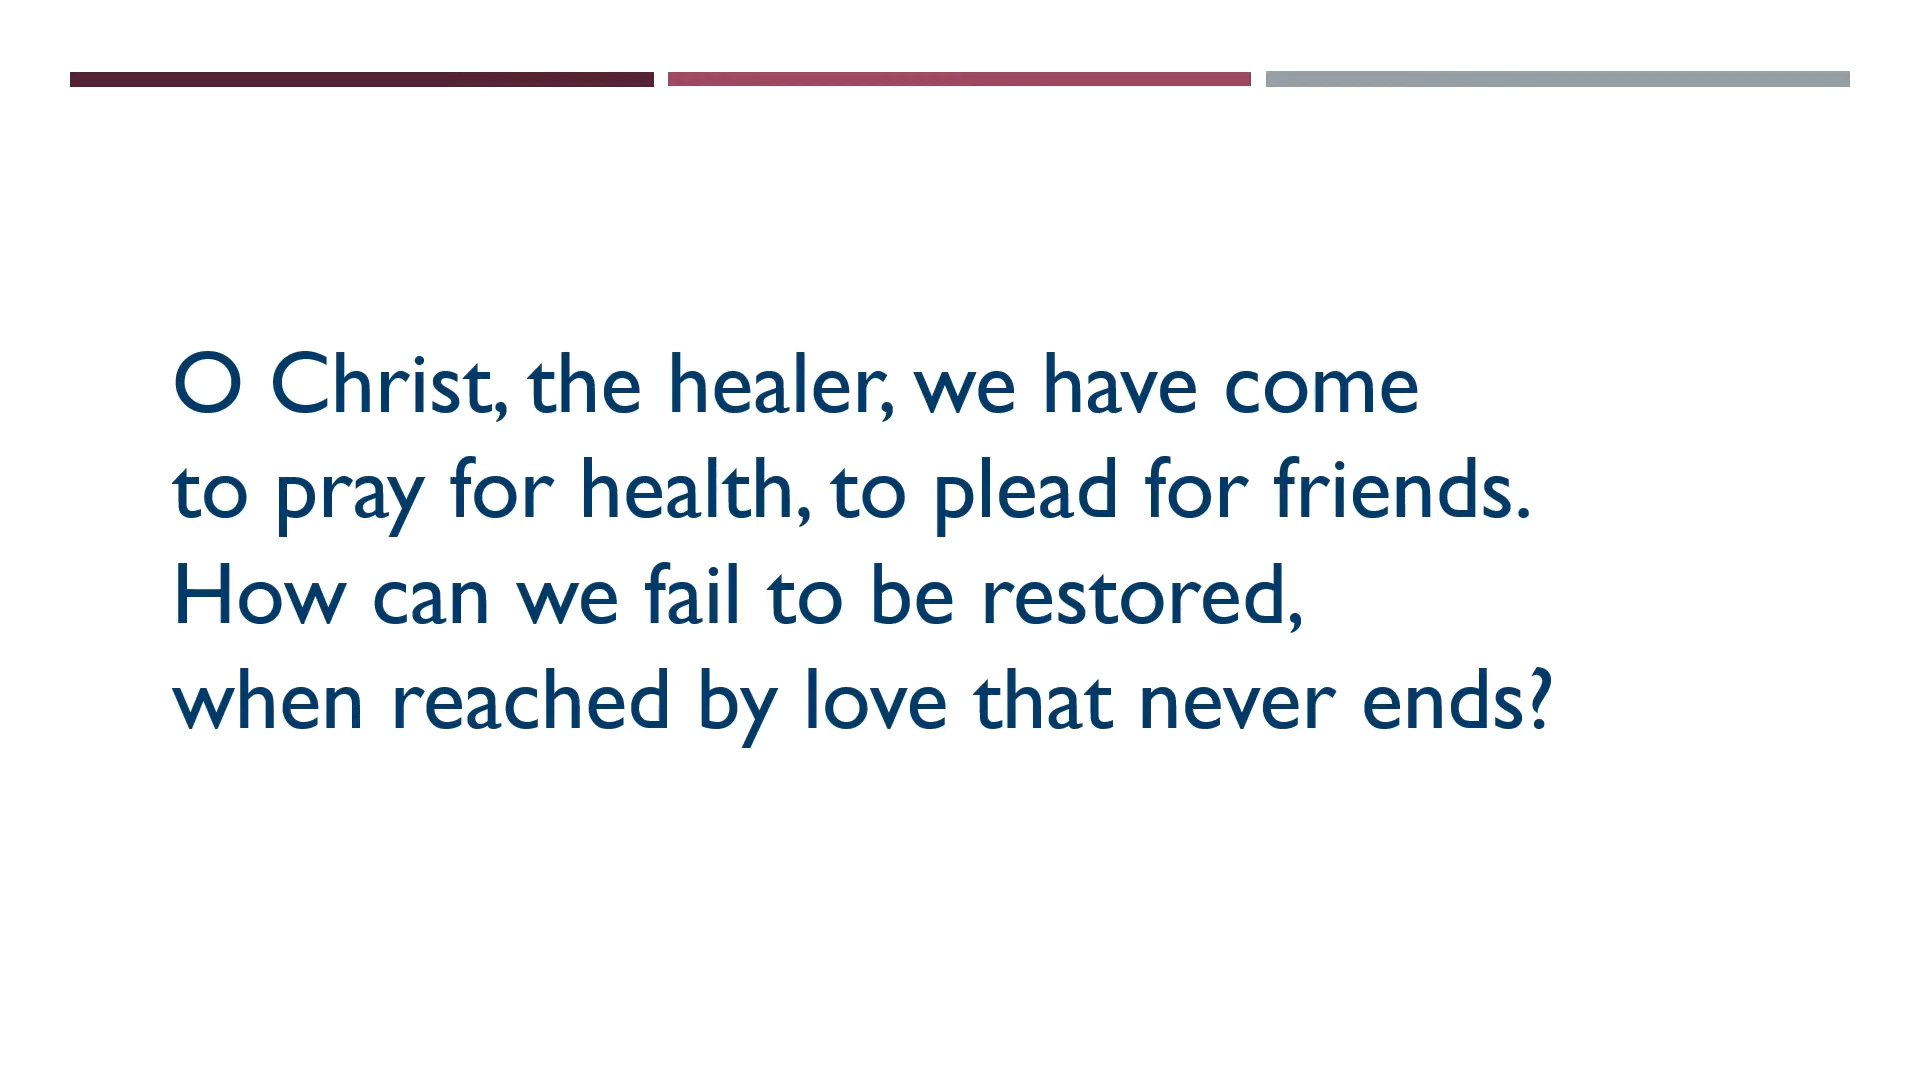 O Christ, the healer, we have come
to pray for health, to plead for friends.
How can we fail to be restored,
when reached by love that never ends?